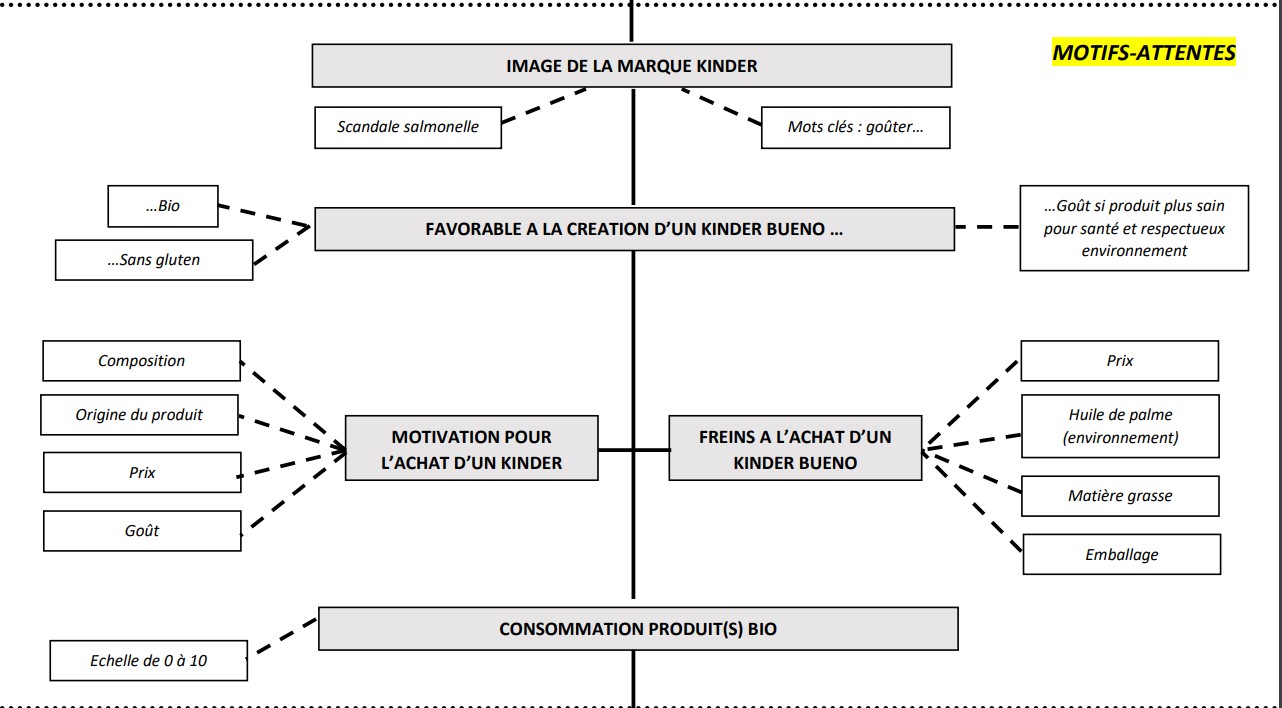 MOTIFS-ATTENTES
IMAGE DE LA MARQUE KINDER
Scandale salmonelle
Mots clés : goûter…
…Bio
…Sans gluten
FAVORABLE A LA CREATION D’UN KINDER BUENO …
…Goût si produit plus sain
pour santé et respectueux
environnement
Composition
Origine du produit
Prix
Goût
MOTIVATION POUR
L’ACHAT D’UN KINDER
FREINS A L’ACHAT D’UN
KINDER BUENO
Prix
Huile de palme
(environnement)
Matière grasse
Emballage
CONSOMMATION PRODUIT(S) BIO
Echelle de 0 à 10